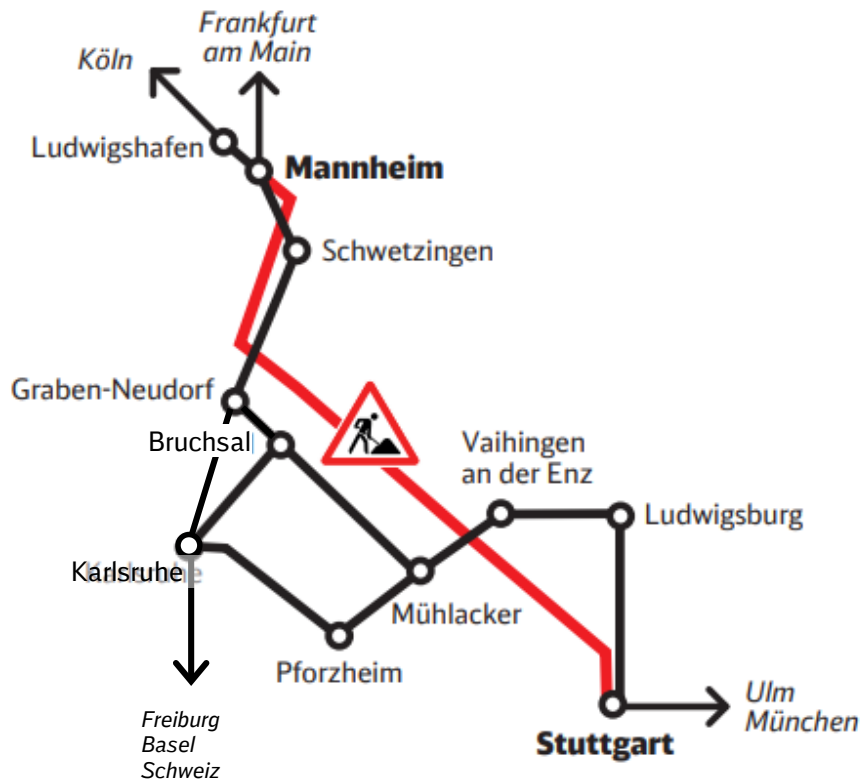 Frankfurt
am Main
Köln
Ludwigshafen
Mannheim
Schwetzingen
Graben-Neudorf
Bruchsal
Vaihingen
an der Enz
Ludwigsburg
Karlsruhe
Mühlacker
Pforzheim
Ulm
München
Freiburg
Basel
Schweiz
Stuttgart